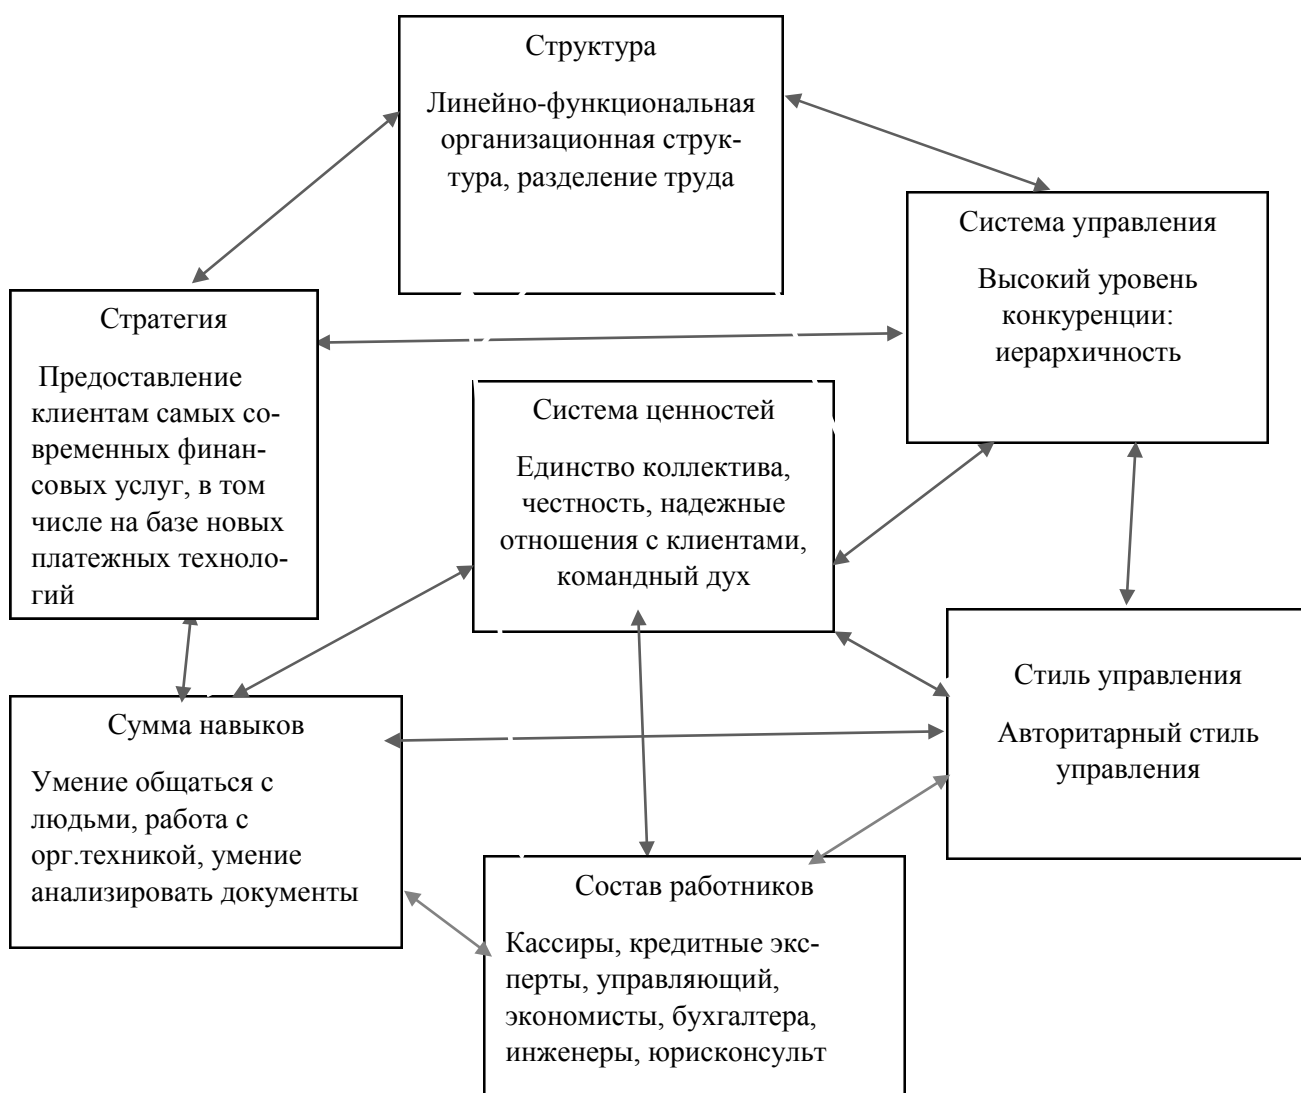 Структура
Линейно-функциональная
организационная струк-
тура, разделение труда
Система управления
Высокий уровень
конкуренции:
иерархичность
Стратегия
Предоставление
клиентам самых со-
временных финан-
совых услуг, в том
числе на базе новых
платежных техноло-
гий
Система ценностей
Единство коллектива,
честность, надежные
отношения с клиентами,
командный дух
Стиль управления
Авторитарный стиль
управления
Сумма навыков
Умение общаться с
людьми, работа с
орг.техникой, умение
анализировать документы
Состав работников
Кассиры, кредитные экс-
перты, управляющий,
экономисты, бухгалтера,
инженеры, юрисконсульт